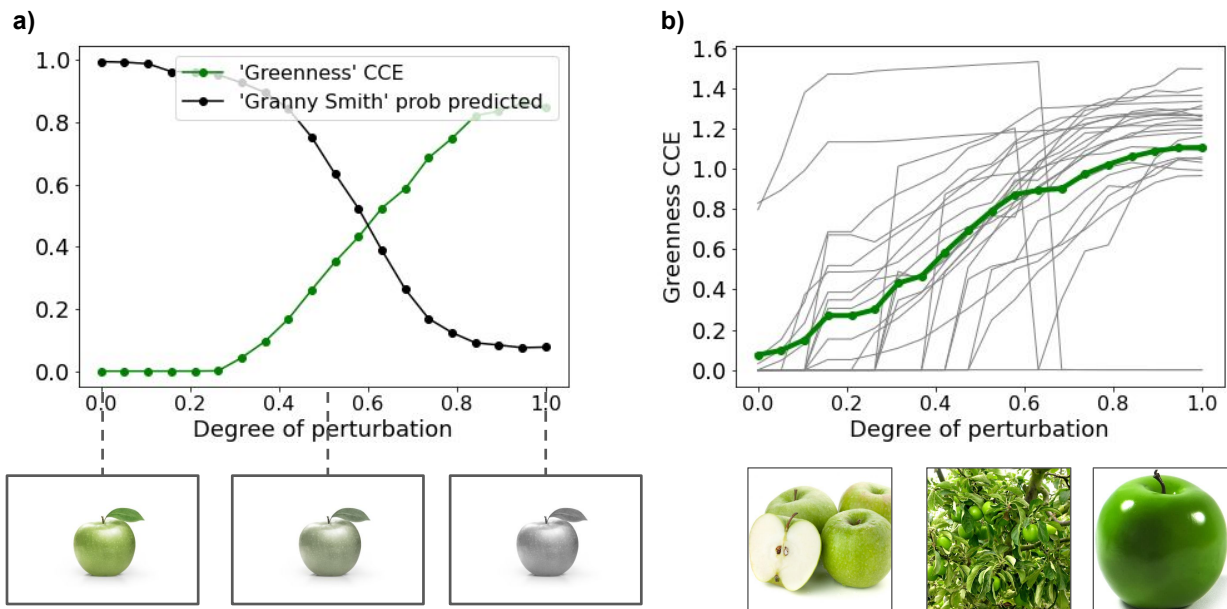 a)
1.0
0.8
0.6
0.4
0.2
0.0
'Greenness' CCE
'Granny Smith' prob predicted
0.0 0.2 0.4 0.6 0.8 1.0
Degree of perturbation
b)
Greenness CCE
1.6
1.4
1.2
1.0
0.8
0.6
0.4
0.2
0.0
0.0 0.2 0.4 0.6 0.8 1.0
Degree of perturbation